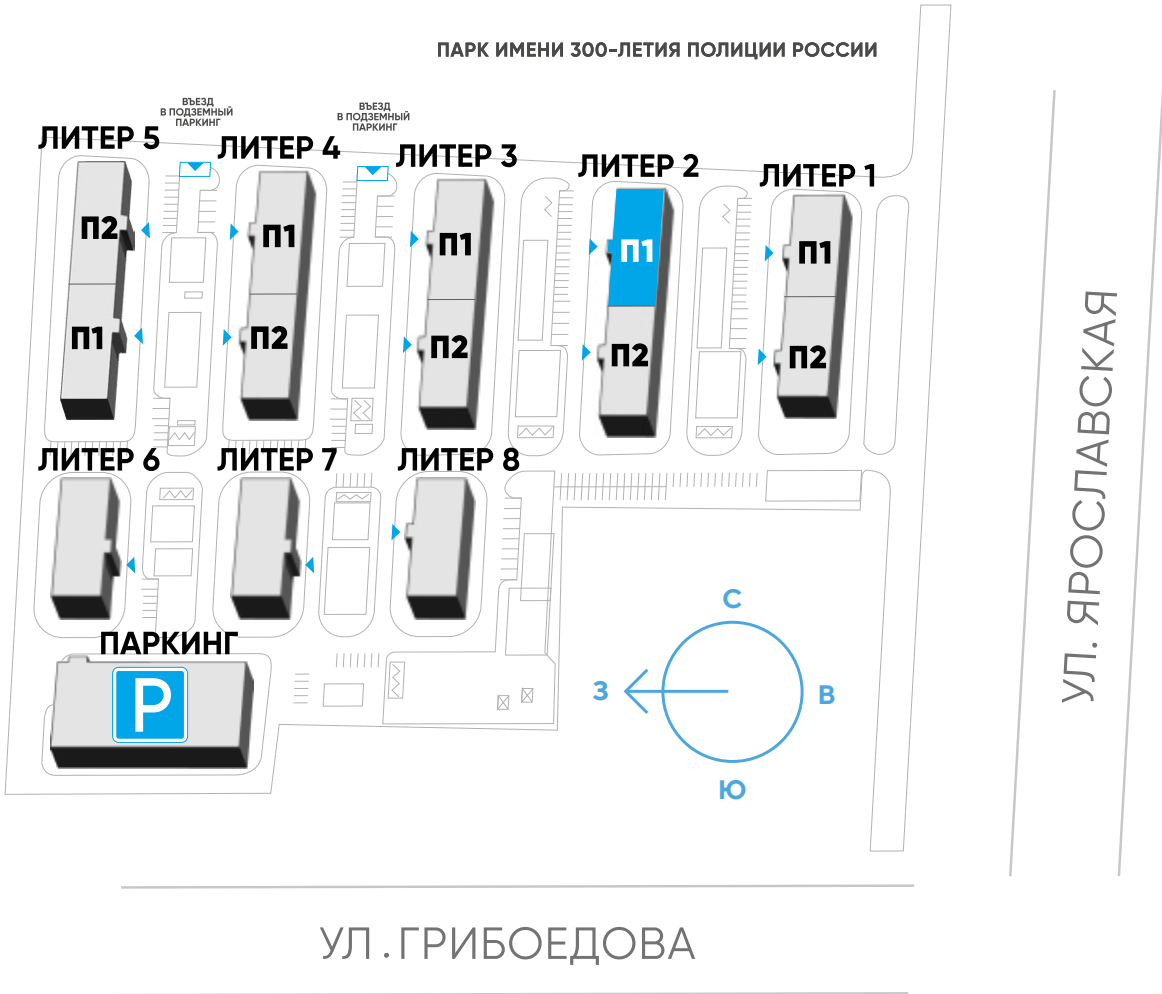 ПАРК ИМЕНИ 300-ЛЕТИЯ ПОЛИЦИИ РОССИИ
ВЪЕЗД
В ПОДЗЕМНЫЙ
ПАРКИНГ
ВЪЕЗД
В ПОДЗЕМНЫЙ
ПАРКИНГ
ЛИТЕР 5
ЛИТЕР 4
ЛИТЕР 3
ЛИТЕР 2
ЛИТЕР 1
П2
П1
П1
П1
П1
П1
П2
П2
П2
П2
ЛИТЕР 6
ЛИТЕР 7
ЛИТЕР 8
ПАРКИНГ
P
С
З
В
Ю
УЛ. ЯРОСЛАВСКАЯ
УЛ. ГРИБОЕДОВА